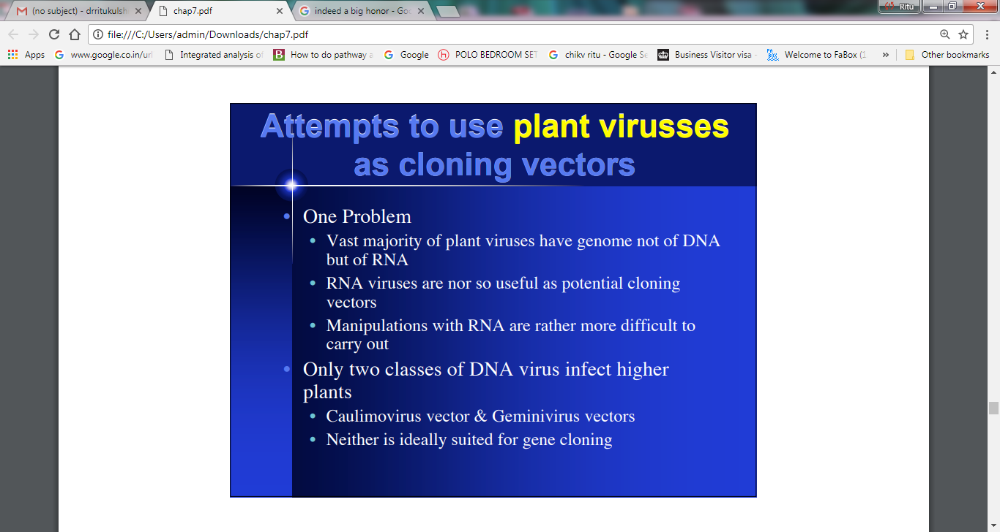 (no subject) - drritukulsh
chap7.pdf
indeed a big honor - Goo
Ritu
file:///C:/Users/admin/Downloads/chap7.pdf
Apps
www.google.co.in/url
Integrated analysis of
How to do pathway a
Google
POLO BEDROOM SET
chikv ritu - Google Se
Business Visitor visa -
FA BOX
Welcome to FaBox (1
»
Other bookmarks
Attempts to use plant virusses
as cloning vectors
• One Problem
• Vast majority of plant viruses have genome not of DNA
but of RNA
• RNA viruses are nor so useful as potential cloning
vectors
• Manipulations with RNA are rather more difficult to
carry out
• Only two classes of DNA virus infect higher
plants
• Caulimovirus vector & Geminivirus vectors
• Neither is ideally suited for gene cloning